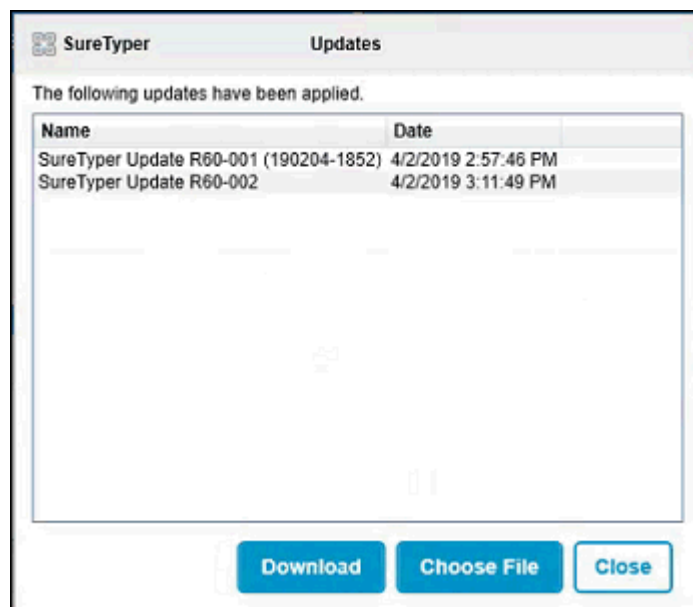 SureTyper Updates
The following updates have been applied.
Name Date
SureTyper Update R60-001 (190204-1852) 4/2/2019 2:57:46 PM
SureTyper Update R60-002 4/2/2019 3:11:49 PM
Download Choose File Close